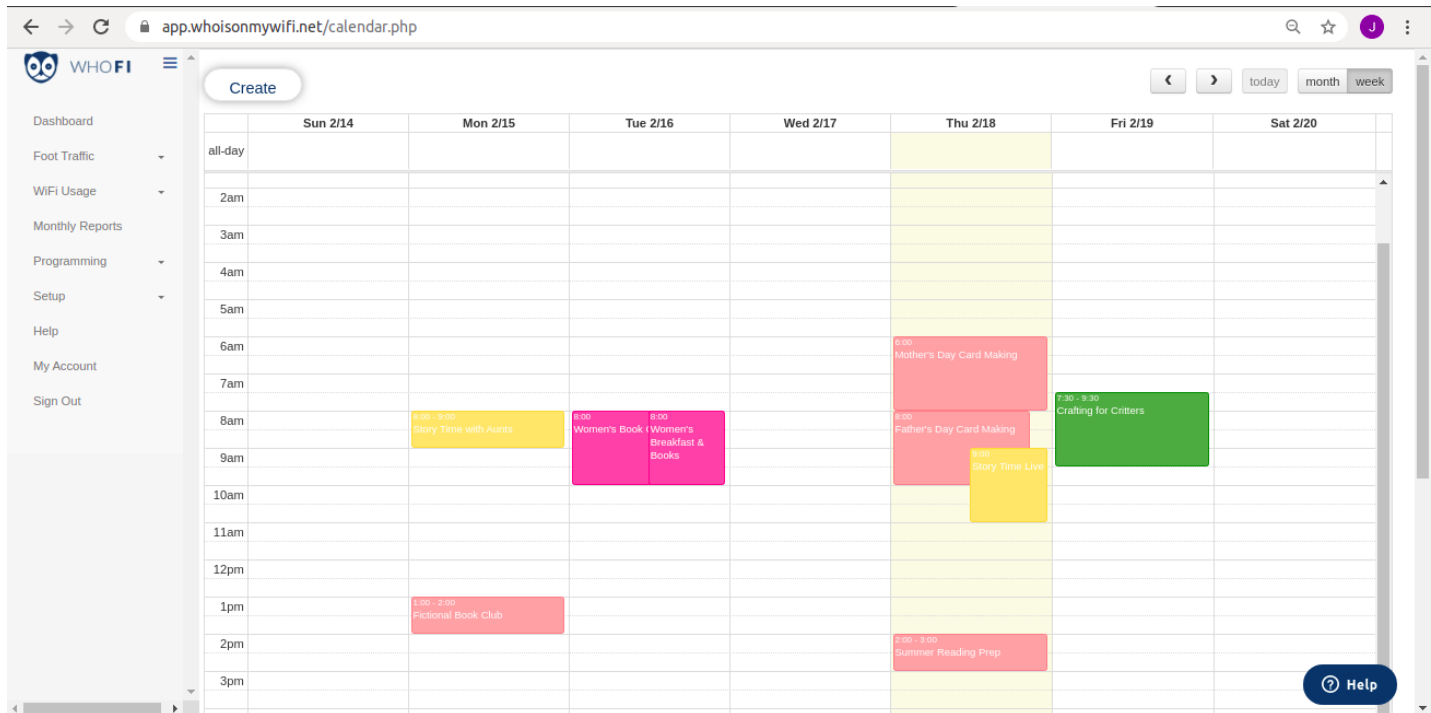 app.whoisonmywifi.net/calendar.php
J
WHOFI
Create
today
month
week
Dashboard
Foot Traffic
WiFi Usage
Monthly Reports
Programming
Setup
Help
My Account
Sign Out
Sun 2/14
Mon 2/15
Tue 2/16
Wed 2/17
Thu 2/18
Fri 2/19
Sat 2/20
all-day
2am
3am
4am
5am
6am
7am
8am
9am
10am
11am
12pm
1pm
2pm
3pm
8:00 - 9:00
Story Time with Aunts
1:00 - 2:00
Fictional Book Club
8:00
Women's Book
8:00
Women's
Breakfast &
Books
6:00
Mother's Day Card Making
8:00
Father's Day Card Making
9:00
Story Time Live
2:00 - 3:00
Summer Reading Prep
7:30 - 9:30
Crafting for Critters
Help